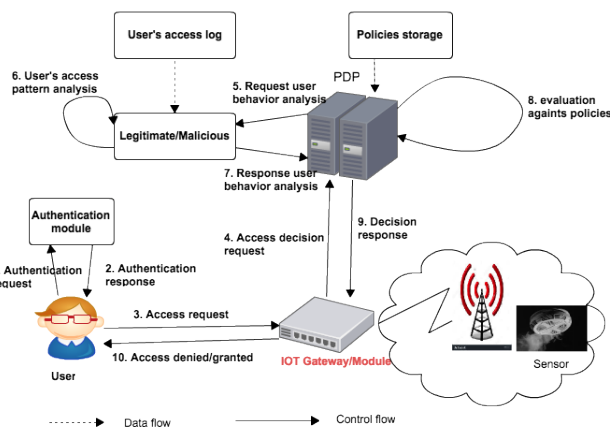 User's access log
Policies storage
6. User's access
pattern analysis
5. Request user
behavior analysis
PDP
8. evaluation
againts policies
Legitimate/Malicious
7. Response user
behavior analysis
Authentication
module
4. Access decision
request
9. Decision
response
Authentication
equest
2. Authentication
response
3. Access request
10. Access denied/granted
IOT Gateway/Module
Sensor
User
Data flow
Control flow